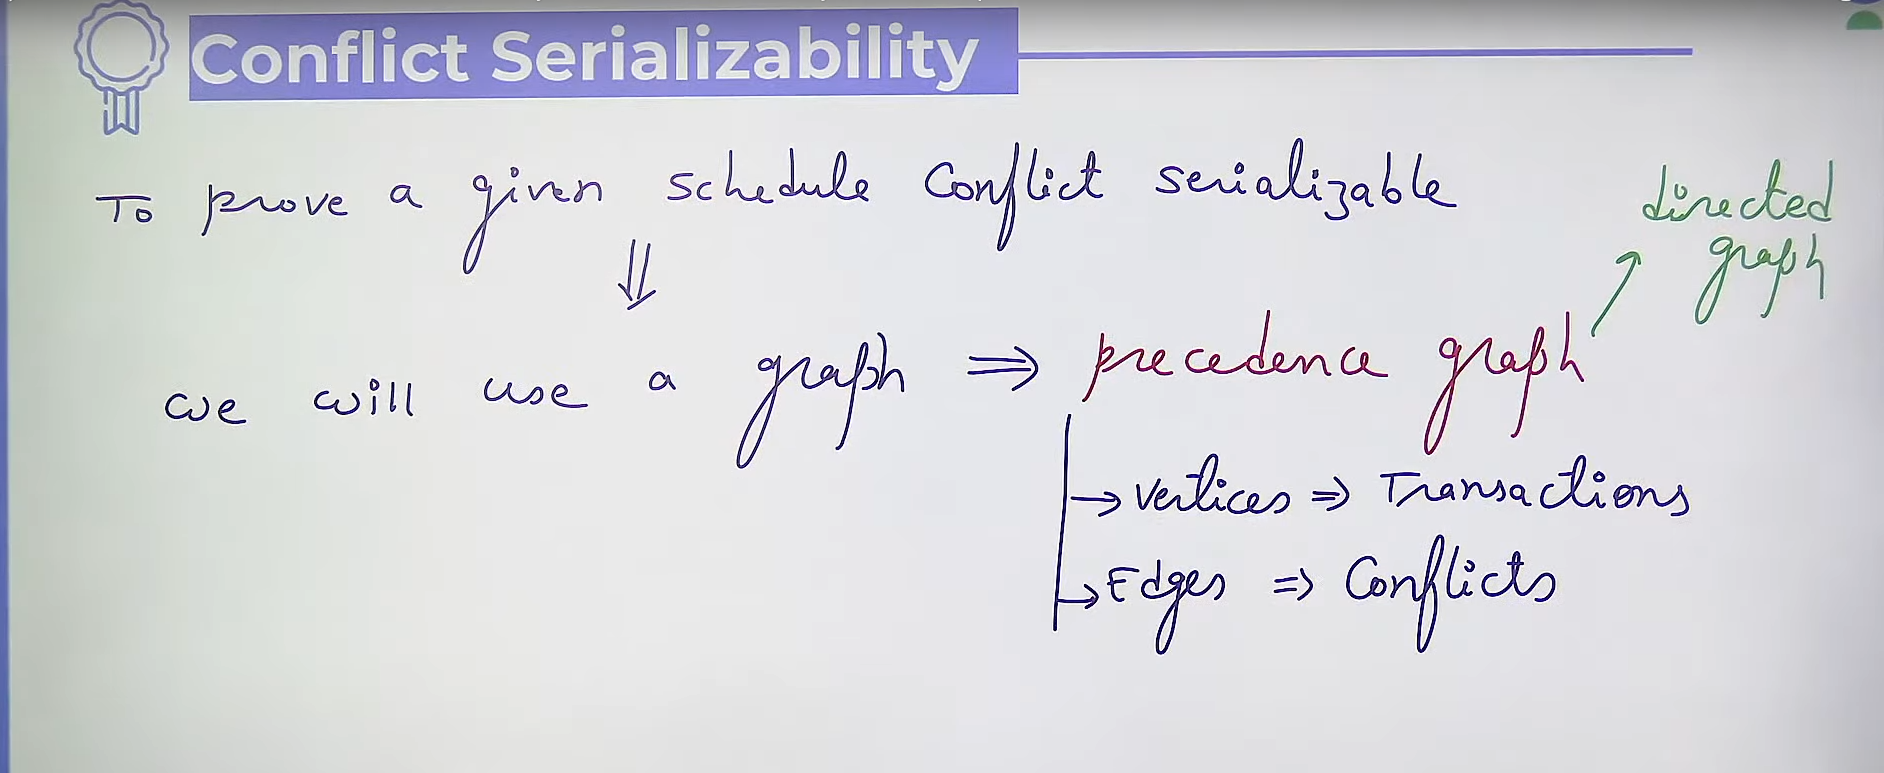 Conflict Serializability
To prove a given schedule Conflict serializable
directed
graph
⇓
we will use a graph ⇒ precedence graph
→ Vertices ⇒ Transactions
→ Edges ⇒ Conflicts